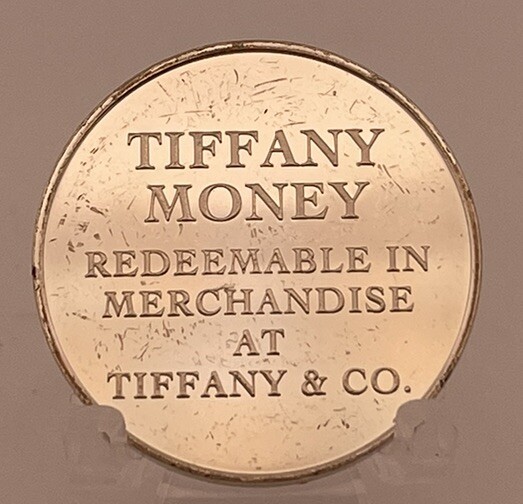 TIFFANY
MONEY
REDEEMABLE IN
MERCHANDISE
AT
TIFFANY & CO.